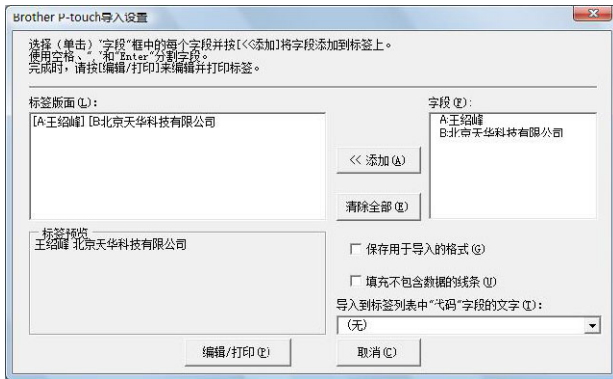 Brother P-touch导入设置
选择（单击）“字段”框中的每个字段并按[<<添加]将字段添加到标签上。
使用空格、“,”和“Enter”分割字段。
完成时，请按[编辑/打印]来编辑并打印标签。
标签版面(L)：
字段(F)：
[A:王绍峰] [B:北京天华科技有限公司
A:王绍峰
B:北京天华科技有限公司
<< 添加(A)
清除全部(E)
标签预览
王绍峰 北京天华科技有限公司
保存用于导入的格式(G)
填充不包含数据的线条(U)
导入到标签列表中“代码”字段的文字(T)：
(无)
编辑/打印(P)
取消(C)